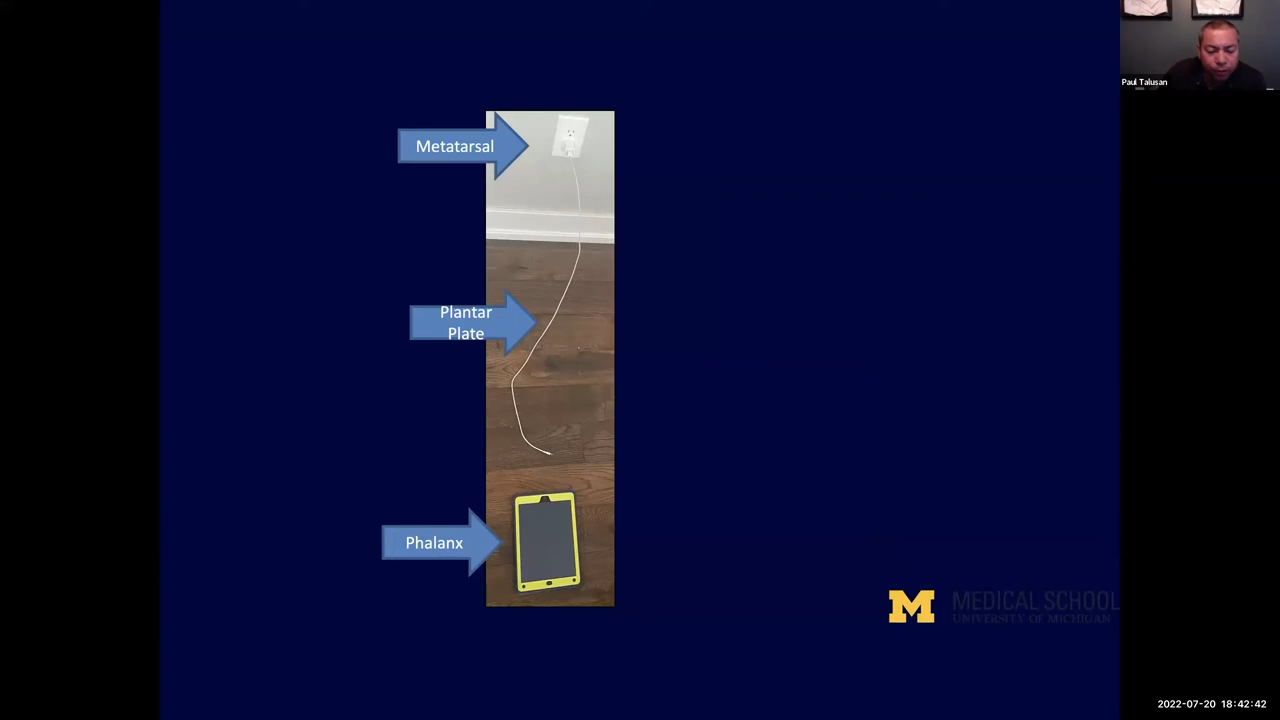 Paul Talusan
Metatarsal
Plantar
Plate
Phalanx
M
MEDICAL SCHOOL
UNIVERSITY OF MICHIGAN
2022-07-20 18:42:42